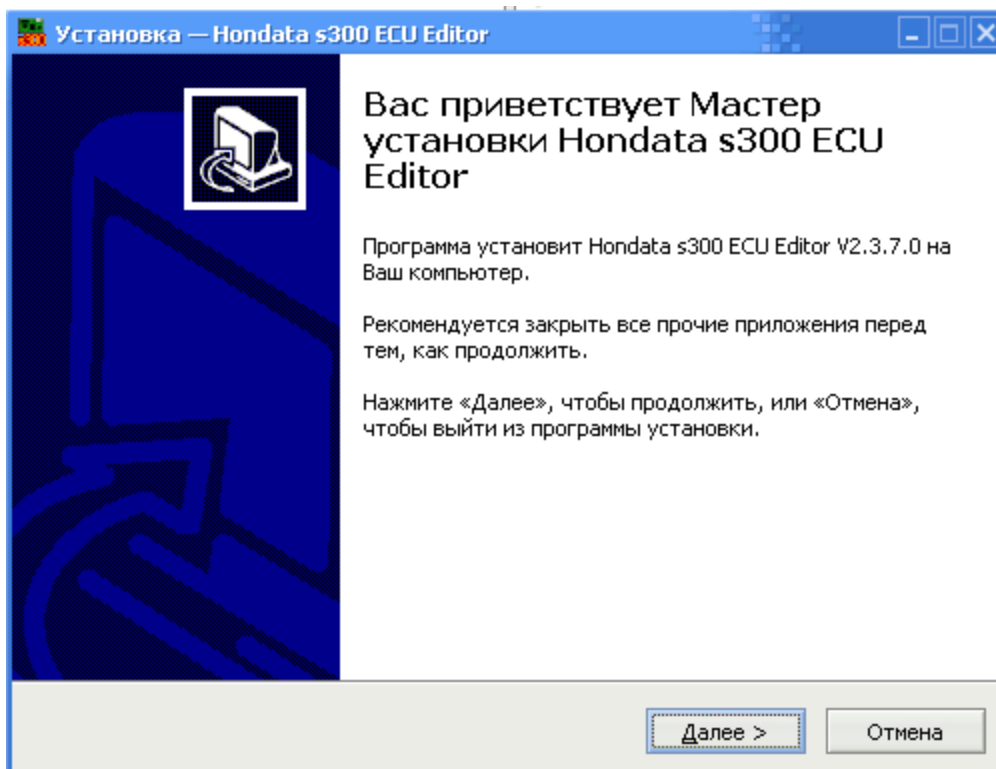 Установка — Hondata s300 ECU Editor
Вас приветствует Мастер
установки Hondata s300 ECU
Editor
Программа установит Hondata s300 ECU Editor V2.3.7.0 на
Ваш компьютер.
Рекомендуется закрыть все прочие приложения перед
тем, как продолжить.
Нажмите «Далее», чтобы продолжить, или «Отмена»,
чтобы выйти из программы установки.
Далее >
Отмена